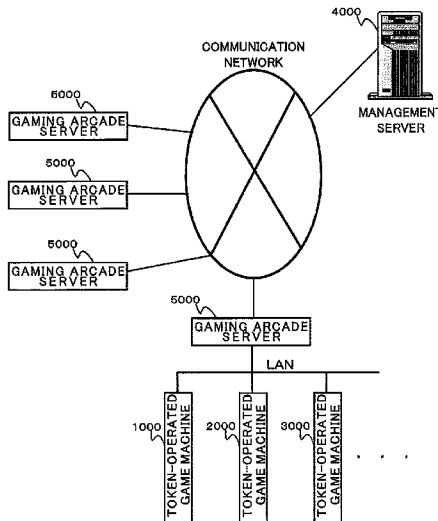 4000
COMMUNICATION
NETWORK
MANAGEMENT
SERVER
5000
GAMING ARCADE
SERVER
5000
GAMING ARCADE
SERVER
5000
GAMING ARCADE
SERVER
5000
GAMING ARCADE
SERVER
LAN
1000
TOKEN-OPERATED
GAME MACHINE
2000
TOKEN-OPERATED
GAME MACHINE
3000
TOKEN-OPERATED
GAME MACHINE
. . .